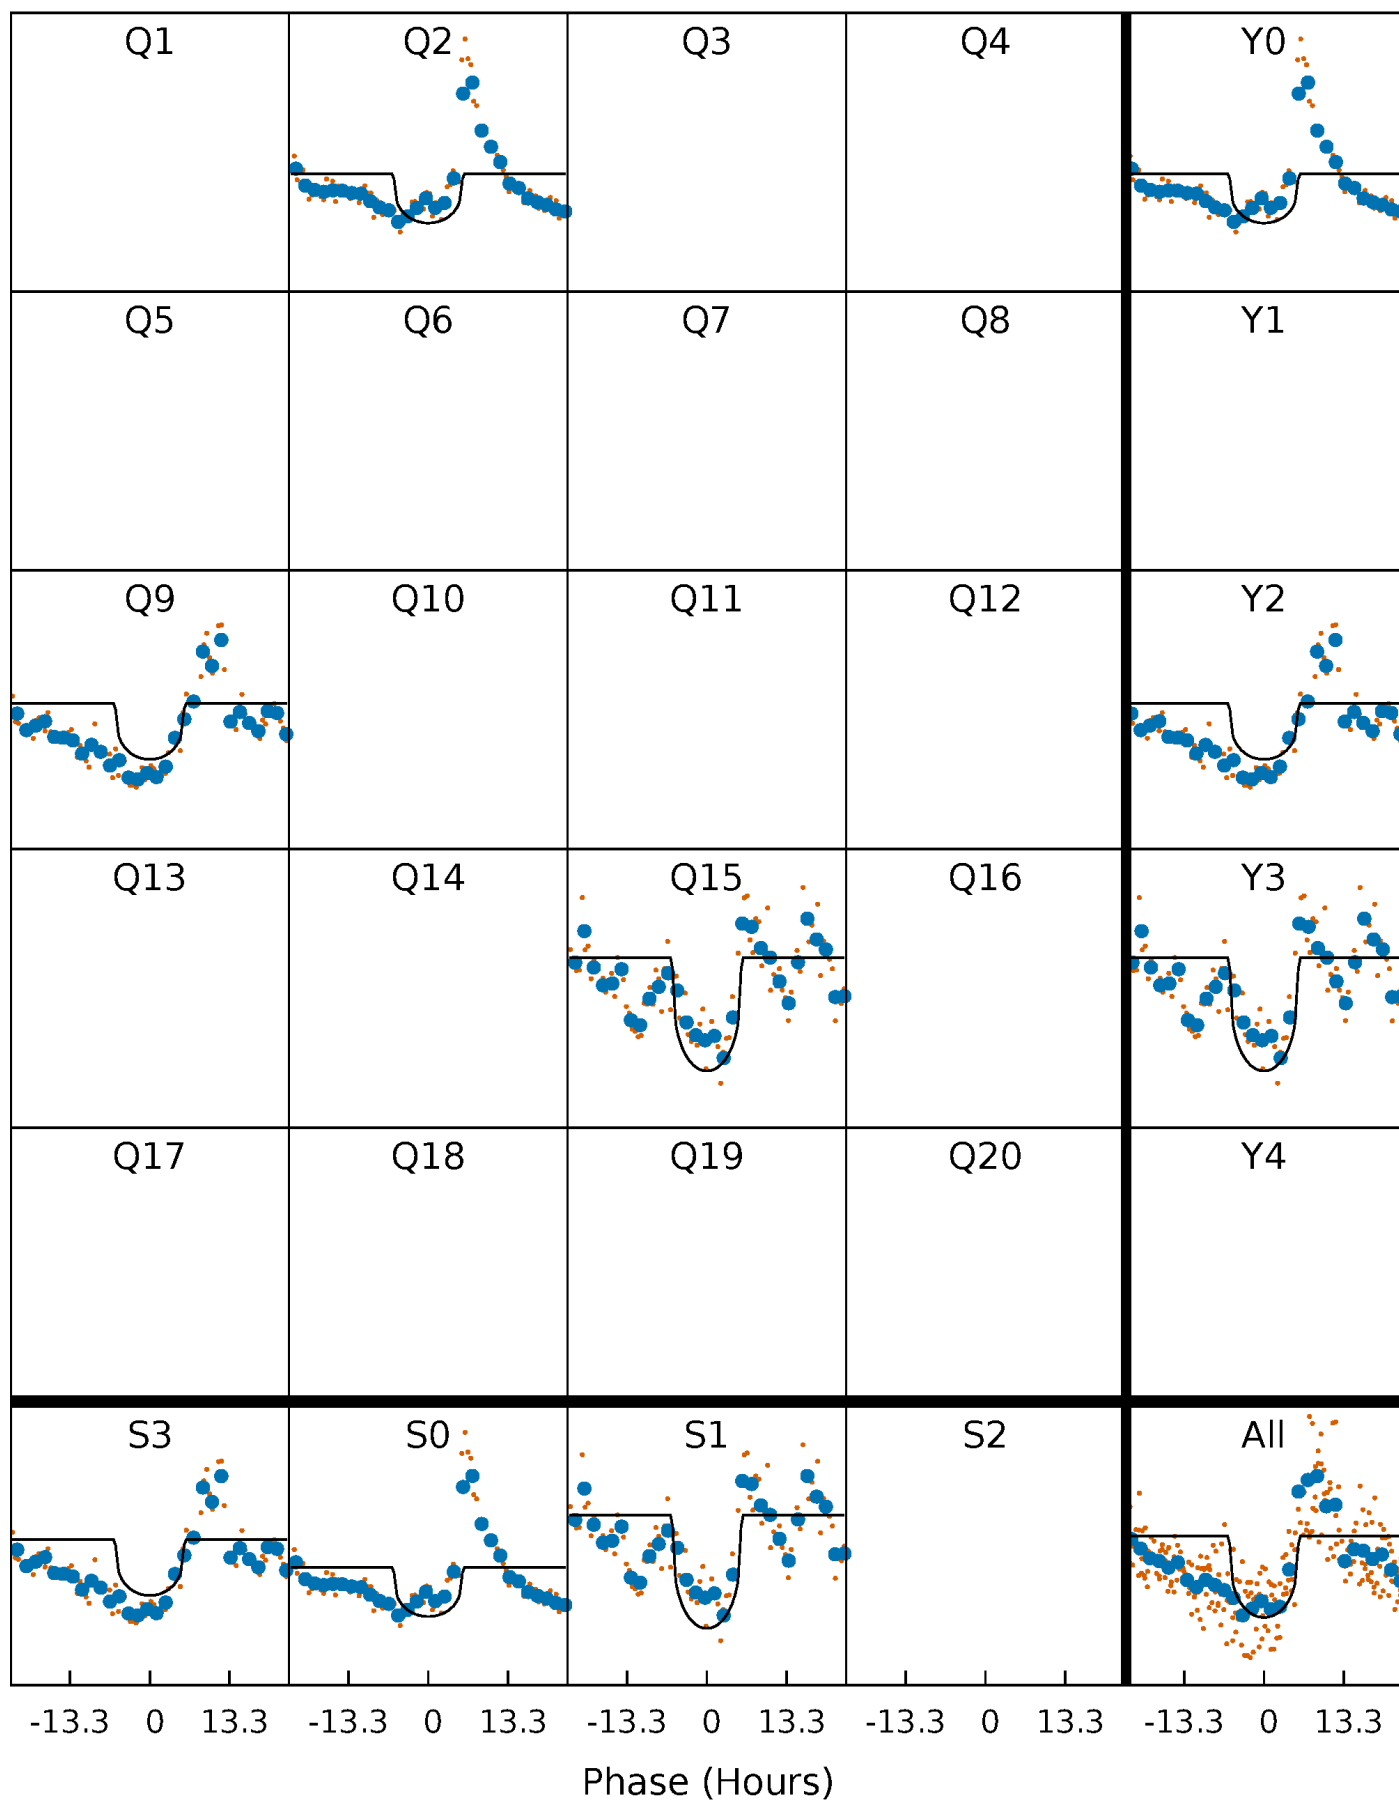 Q1 Q2 Q3 Q4 Y0
Q5 Q6 Q7 Q8 Y1
Q9 Q10 Q11 Q12 Y2
Q13 Q14 Q15 Q16 Y3
Q17 Q18 Q19 Q20 Y4
S3 S0 S1 S2 All
-13.3 0 13.3 -13.3 0 13.3 -13.3 0 13.3 -13.3 0 13.3 -13.3 0 13.3
Phase (Hours)